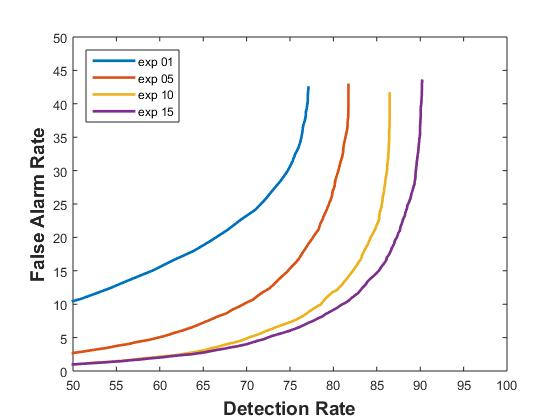 50
45
40
35
30
25
20
15
10
5
0
False Alarm Rate
exp 01
exp 05
exp 10
exp 15
50 55 60 65 70 75 80 85 90 95 100
Detection Rate